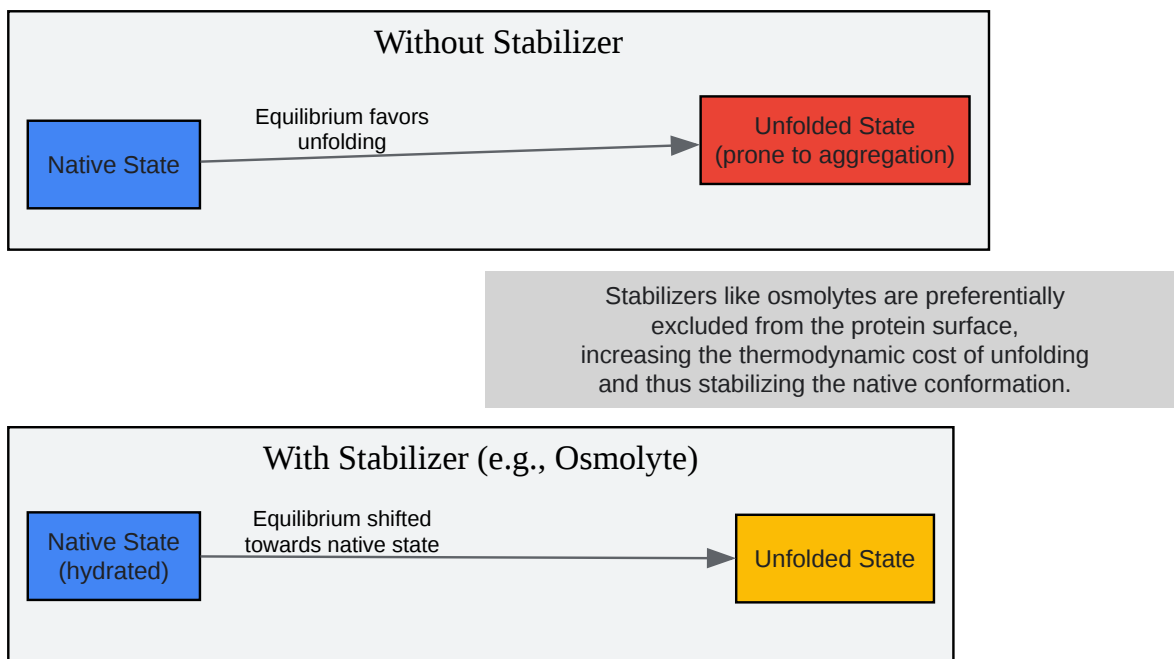 Without Stabilizer
Equilibrium favors
unfolding
Native State
Unfolded State
(prone to aggregation)
Stabilizers like osmolytes are preferentially
excluded from the protein surface,
increasing the thermodynamic cost of unfolding
and thus stabilizing the native conformation.
With Stabilizer (e.g., Osmolyte)
Equilibrium shifted
towards native state
Native State
(hydrated)
Unfolded State